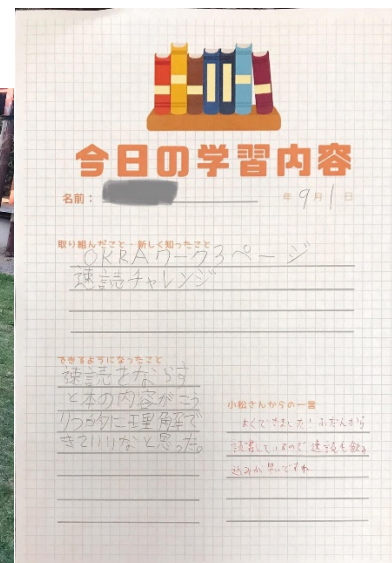 今日の学習内容
名前：
年 9月 1日
取り組んだこと・新しく知ったこと
OKRAワーク3ページ
速読チャレンジ
できるようになったこと
速読をならす
と本の内容がこう
りつ的に理解で
きていいなと思った。
小松さんからの一言
よくできました！ふだんから
読書しているので速読も飲み
込みが早いですね